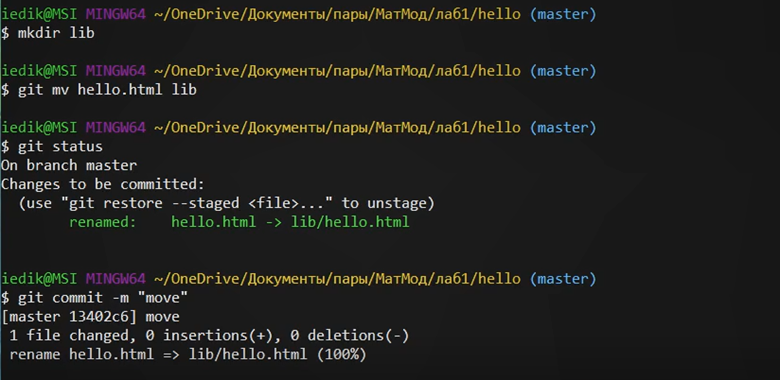 iedik@MSI MINGW64 ~/OneDrive/Документы/пары/МатМод/ла61/hello (master)
$ mkdir lib
iedik@MSI MINGW64 ~/OneDrive/Документы/пары/МатМод/ла61/hello (master)
$ git mv hello.html lib
iedik@MSI MINGW64 ~/OneDrive/Документы/пары/МатМод/ла61/hello (master)
$ git status
On branch master
Changes to be committed:
  (use "git restore --staged <file>..." to unstage)
        renamed:    hello.html -> lib/hello.html
iedik@MSI MINGW64 ~/OneDrive/Документы/пары/МатМод/ла61/hello (master)
$ git commit -m "move"
[master 13402c6] move
 1 file changed, 0 insertions(+), 0 deletions(-)
 rename hello.html => lib/hello.html (100%)